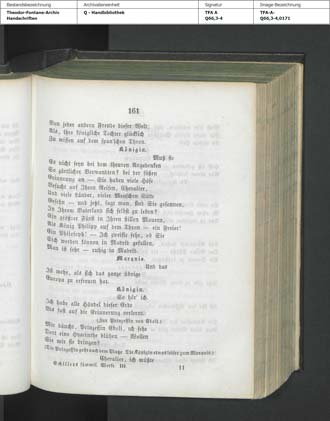 Bestandsbezeichnung Archivalieneinheit Signatur Image-Bezeichnung
Theodor-Fontane-Archiv Q - Handbibliothek TFA A TFA-A-
Handschriften Q66,3-4 Q66,3-4,0171
161
Von jeder andern Freude dieser Welt,
Als, ihre königliche Tochter glücklich
Zu wissen auf dem span'schen Thron.
Königin.
Muß sie
Es nicht seyn bei dem theuren Angedenken
So zärtlicher Verwandten? bei der süßen
Erinnerung an — Sie haben viele Höfe
Besucht auf Ihren Reisen, Chevalier,
Und viele Länder, vieler Menschen Sitte
Gesehn — und jetzt, sagt man, sind Sie gesonnen,
In Ihrem Vaterland sich selbst zu leben?
Ein größrer Fürst in Ihren stillen Mauern,
Als König Philipp auf dem Thron — ein Freier!
Ein Philosoph! — Ich zweifle sehr, ob Sie
Sich werden können in Madrid gefallen.
Man ist sehr — ruhig in Madrid.
Marquis.
Und das
Ist mehr, als sich das ganze übrige
Europa zu erfreuen hat.
Königin.
So hör' ich.
Ich habe alle Händel dieser Erde
Bis fast auf die Erinnerung verlernt.
(Zur Prinzessin von Eboli.)
Mir däucht, Prinzessin Eboli, ich sehe
Dort eine Hyacinthe blühen — Wollen
Sie mir sie bringen?
(Die Prinzessin geht nach dem Platze. Die Königin etwas leiser zum Marquis.)
Chevalier, ich müßte
Schillers sämmtl. Werke III. 11